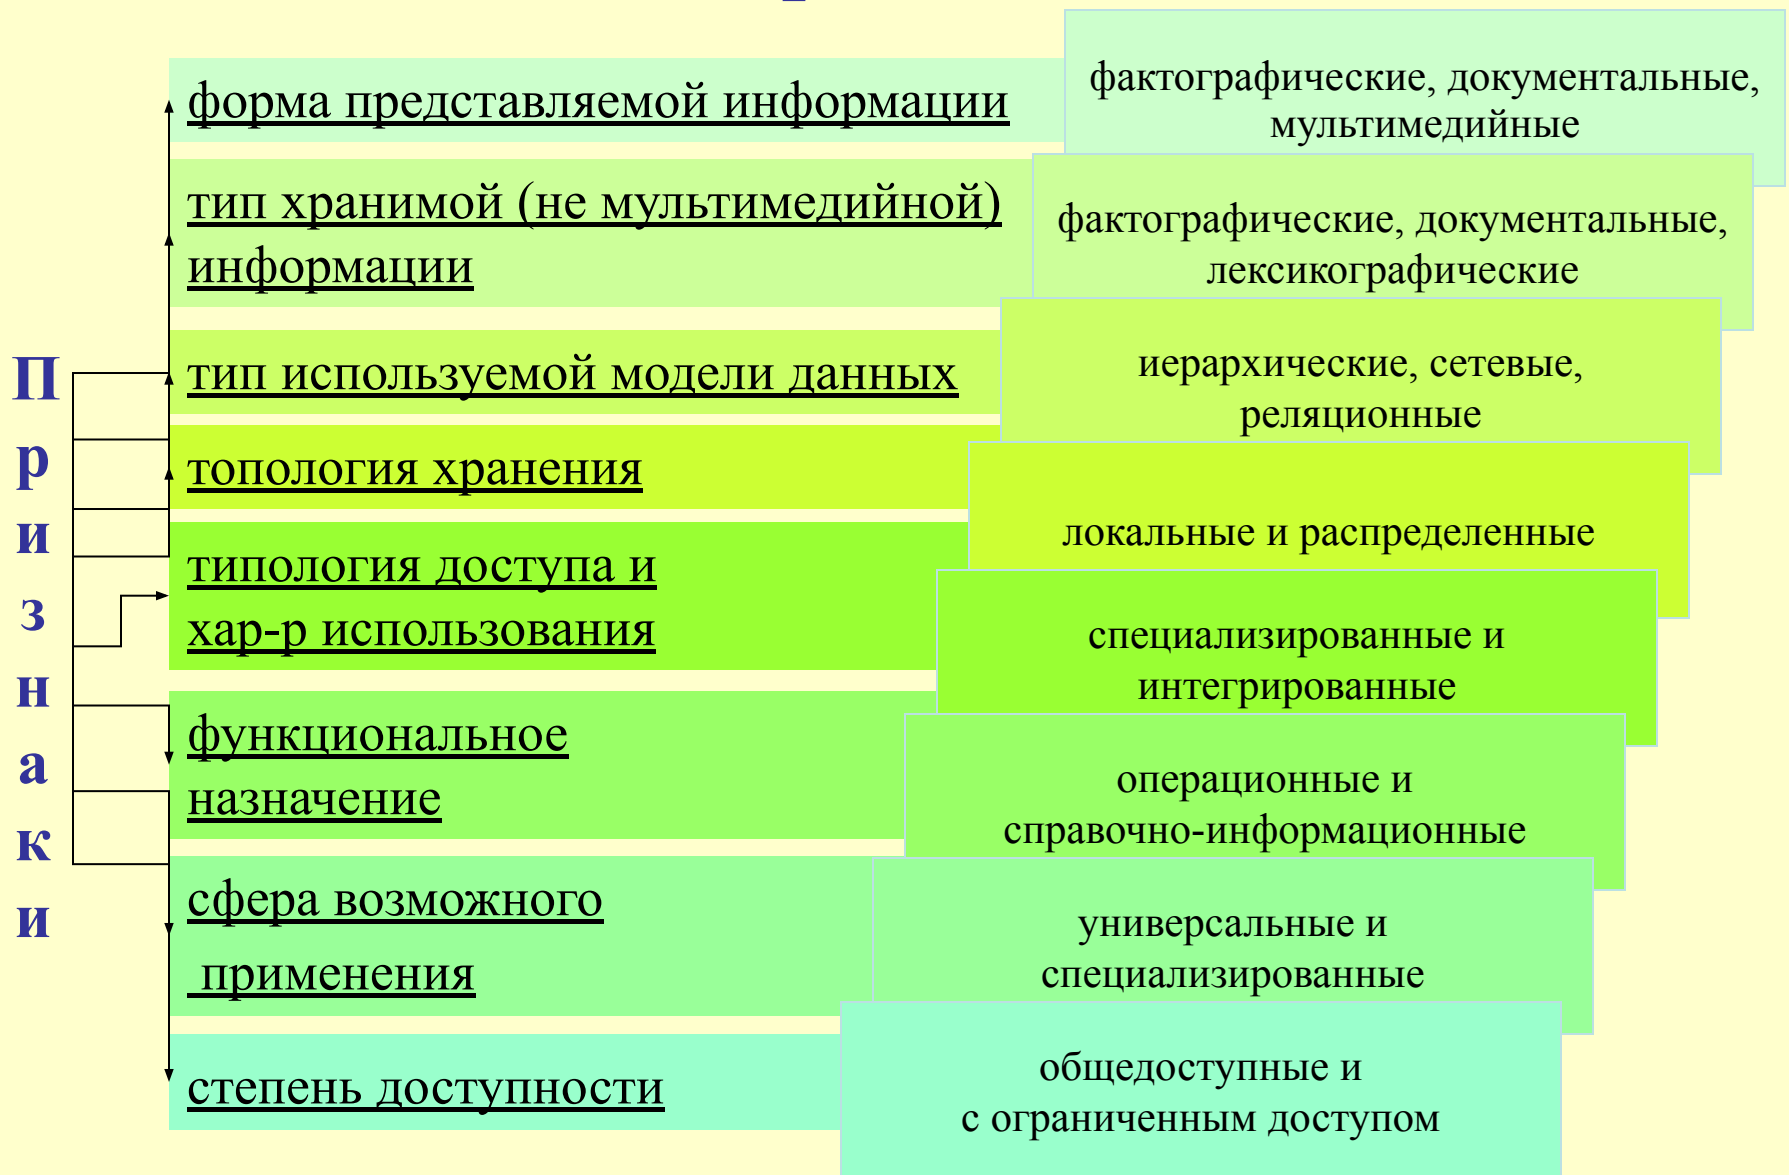 Признаки
форма представляемой информации
фактографические, документальные,
мультимедийные
тип хранимой (не мультимедийной)
информации
фактографические, документальные,
лексикографические
тип используемой модели данных
иерархические, сетевые,
реляционные
топология хранения
локальные и распределенные
типология доступа и
хар-р использования
специализированные и
интегрированные
функциональное
назначение
операционные и
справочно-информационные
сфера возможного
применения
универсальные и
специализированные
степень доступности
общедоступные и
с ограниченным доступом